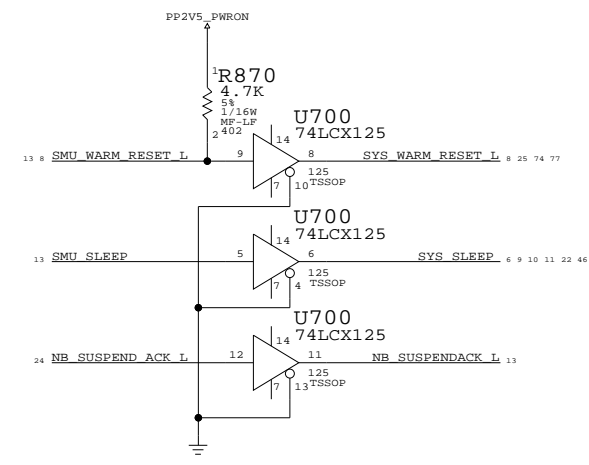 PP2V5_PWRON
1 R870
4.7K
5%
1/16W
MF-LF
2 402
U700
74LCX125
14
13 8 SMU_WARM_RESET_L 9 8 SYS_WARM_RESET_L 8 25 74 77
125
7 10 TSSOP
U700
74LCX125
14
13 SMU_SLEEP 5 6 SYS_SLEEP 6 9 10 11 22 46
125
7 4 TSSOP
U700
74LCX125
14
24 NB_SUSPEND_ACK_L 12 11 NB_SUSPENDACK_L 13
125
7 13 TSSOP